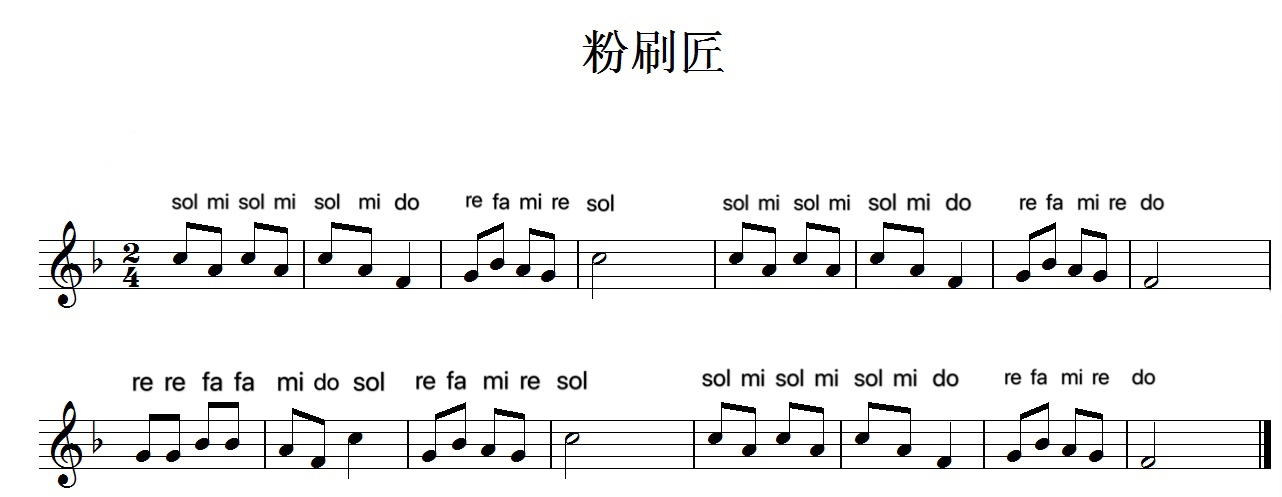 粉刷匠
sol mi sol mi sol mi do re fa mi re sol sol mi sol mi sol mi do re fa mi re do
2
4
re re fa fa mi do sol re fa mi re sol sol mi sol mi sol mi do re fa mi re do